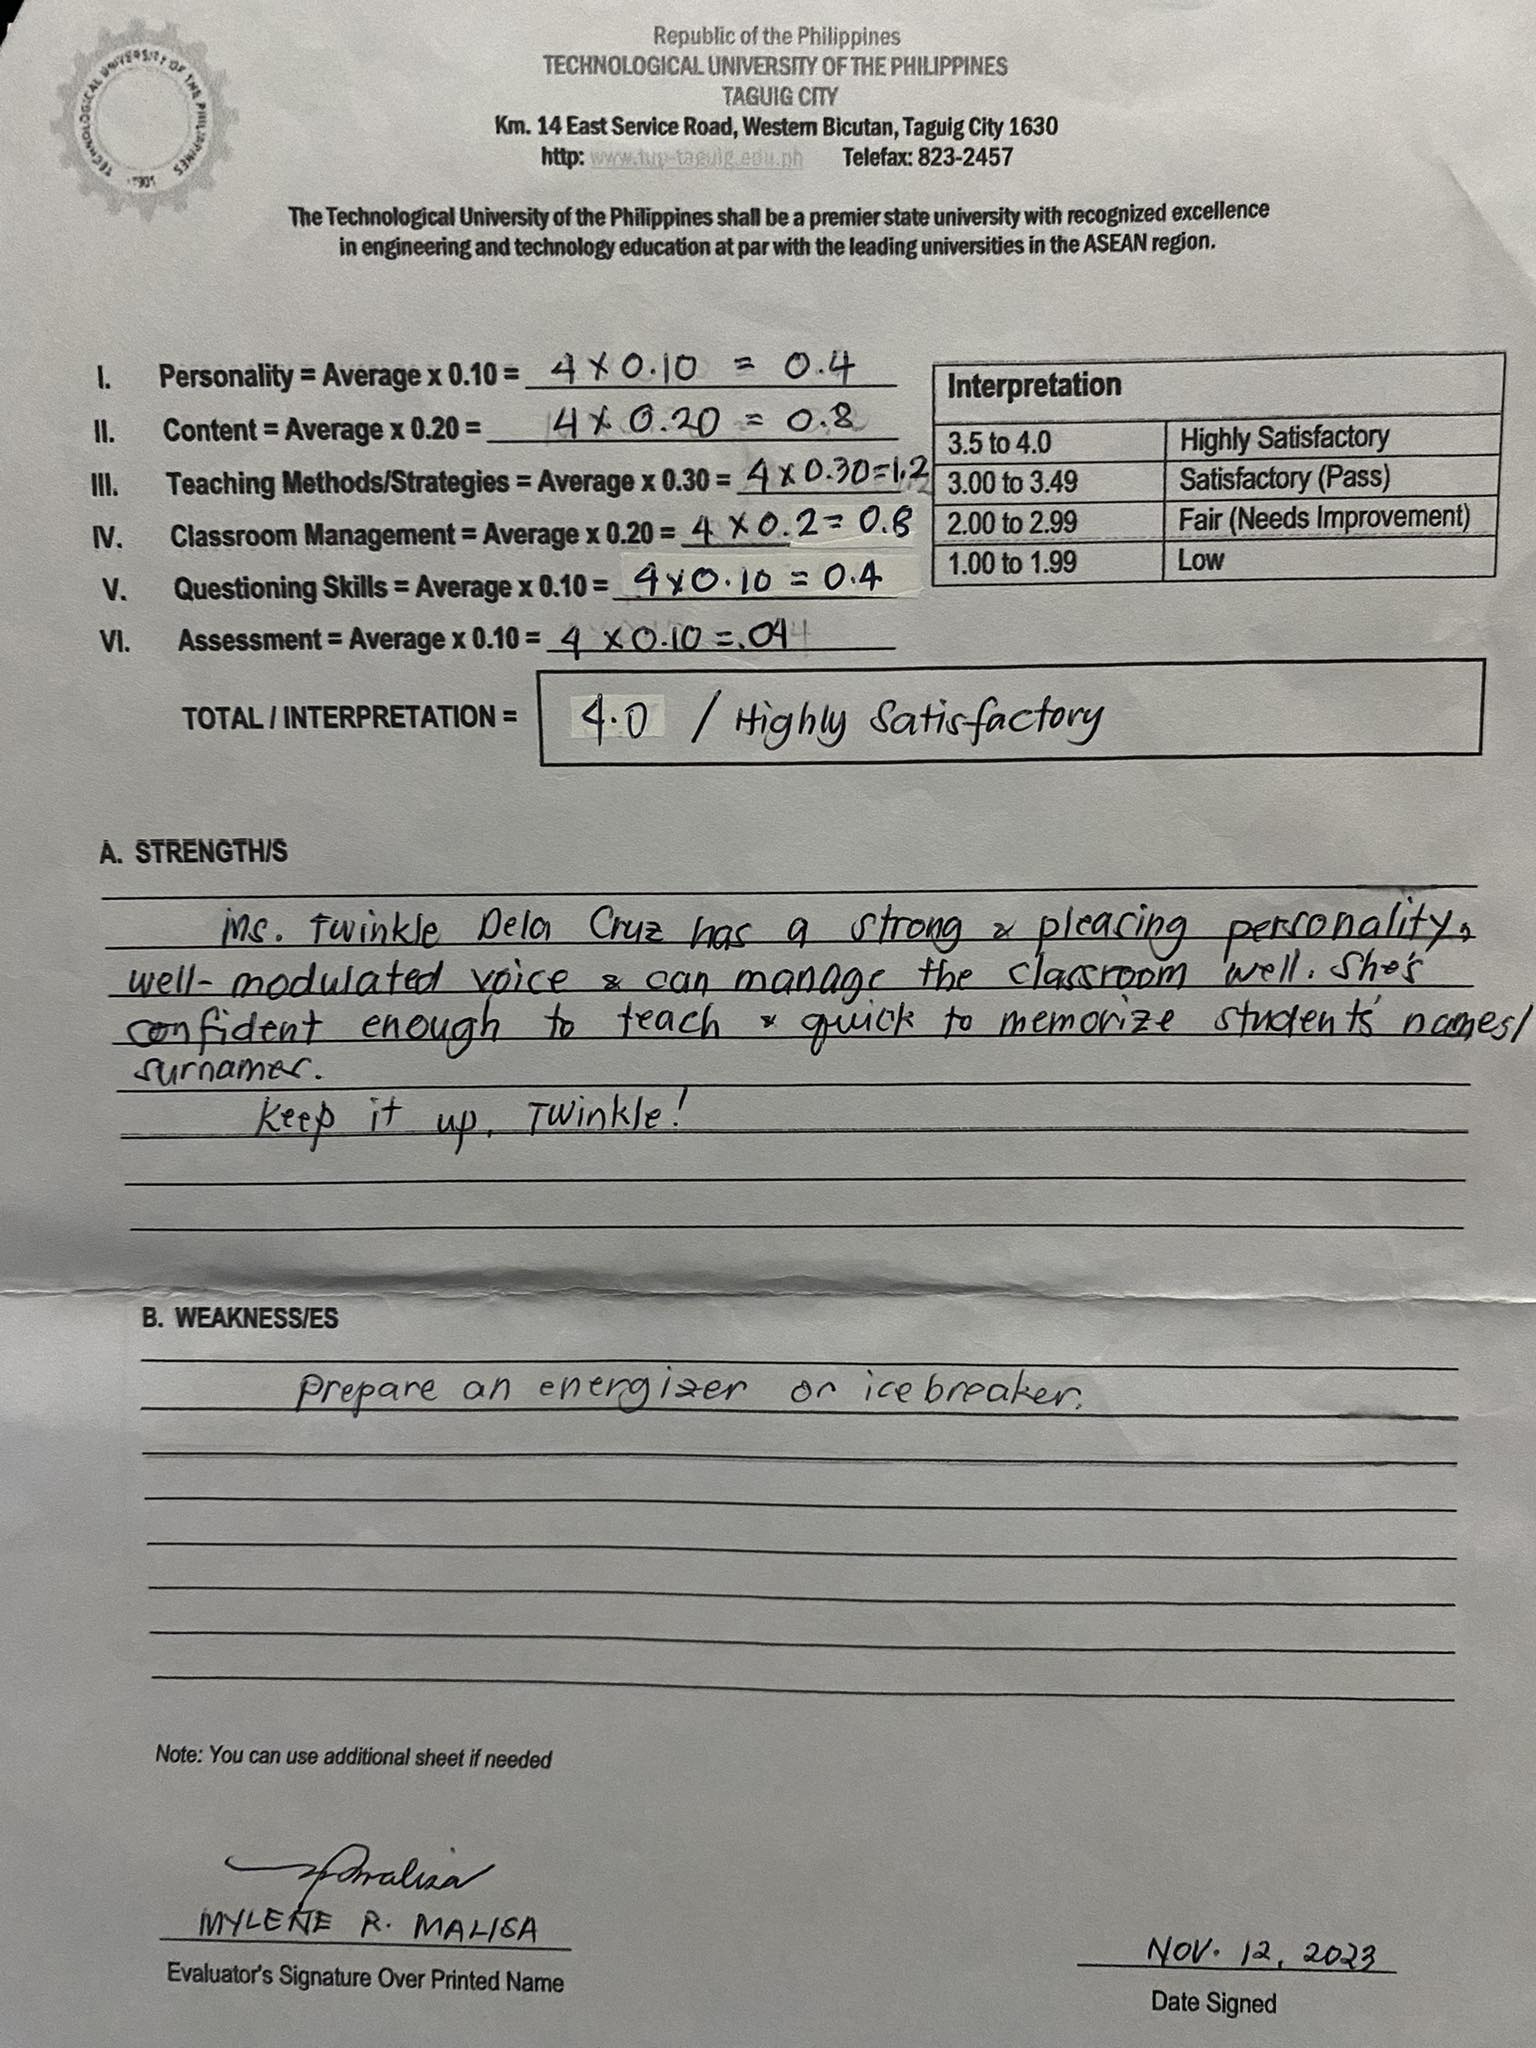 TECHNOLOGICAL UNIVERSITY OF THE PHILIPPINES
1901
Republic of the Philippines
TECHNOLOGICAL UNIVERSITY OF THE PHILIPPINES
TAGUIG CITY
Km. 14 East Service Road, Western Bicutan, Taguig City 1630
http: www.tup-taguig.edu.ph Telefax: 823-2457
The Technological University of the Philippines shall be a premier state university with recognized excellence
in engineering and technology education at par with the leading universities in the ASEAN region.
I. Personality = Average x 0.10 = 4 x 0.10 = 0.4
II. Content = Average x 0.20 = 4 x 0.20 = 0.8
III. Teaching Methods/Strategies = Average x 0.30 = 4 x 0.30=1.2
IV. Classroom Management = Average x 0.20 = 4 x 0.2 = 0.8
V. Questioning Skills = Average x 0.10 = 4 x 0.10 = 0.4
VI. Assessment = Average x 0.10 = 4 x 0.10 = .04
Interpretation
3.5 to 4.0 Highly Satisfactory
3.00 to 3.49 Satisfactory (Pass)
2.00 to 2.99 Fair (Needs Improvement)
1.00 to 1.99 Low
TOTAL / INTERPRETATION = 4.0 / Highly Satisfactory
A. STRENGTH/S
Ms. Twinkle Dela Cruz has a strong & pleasing personality,
well-modulated voice & can manage the classroom well. She's
confident enough to teach & quick to memorize students' names/
surnames.
Keep it up, Twinkle!
B. WEAKNESS/ES
Prepare an energizer or icebreaker.
Note: You can use additional sheet if needed
MYLENE R. MALISA
Evaluator's Signature Over Printed Name
NOV. 12, 2023
Date Signed